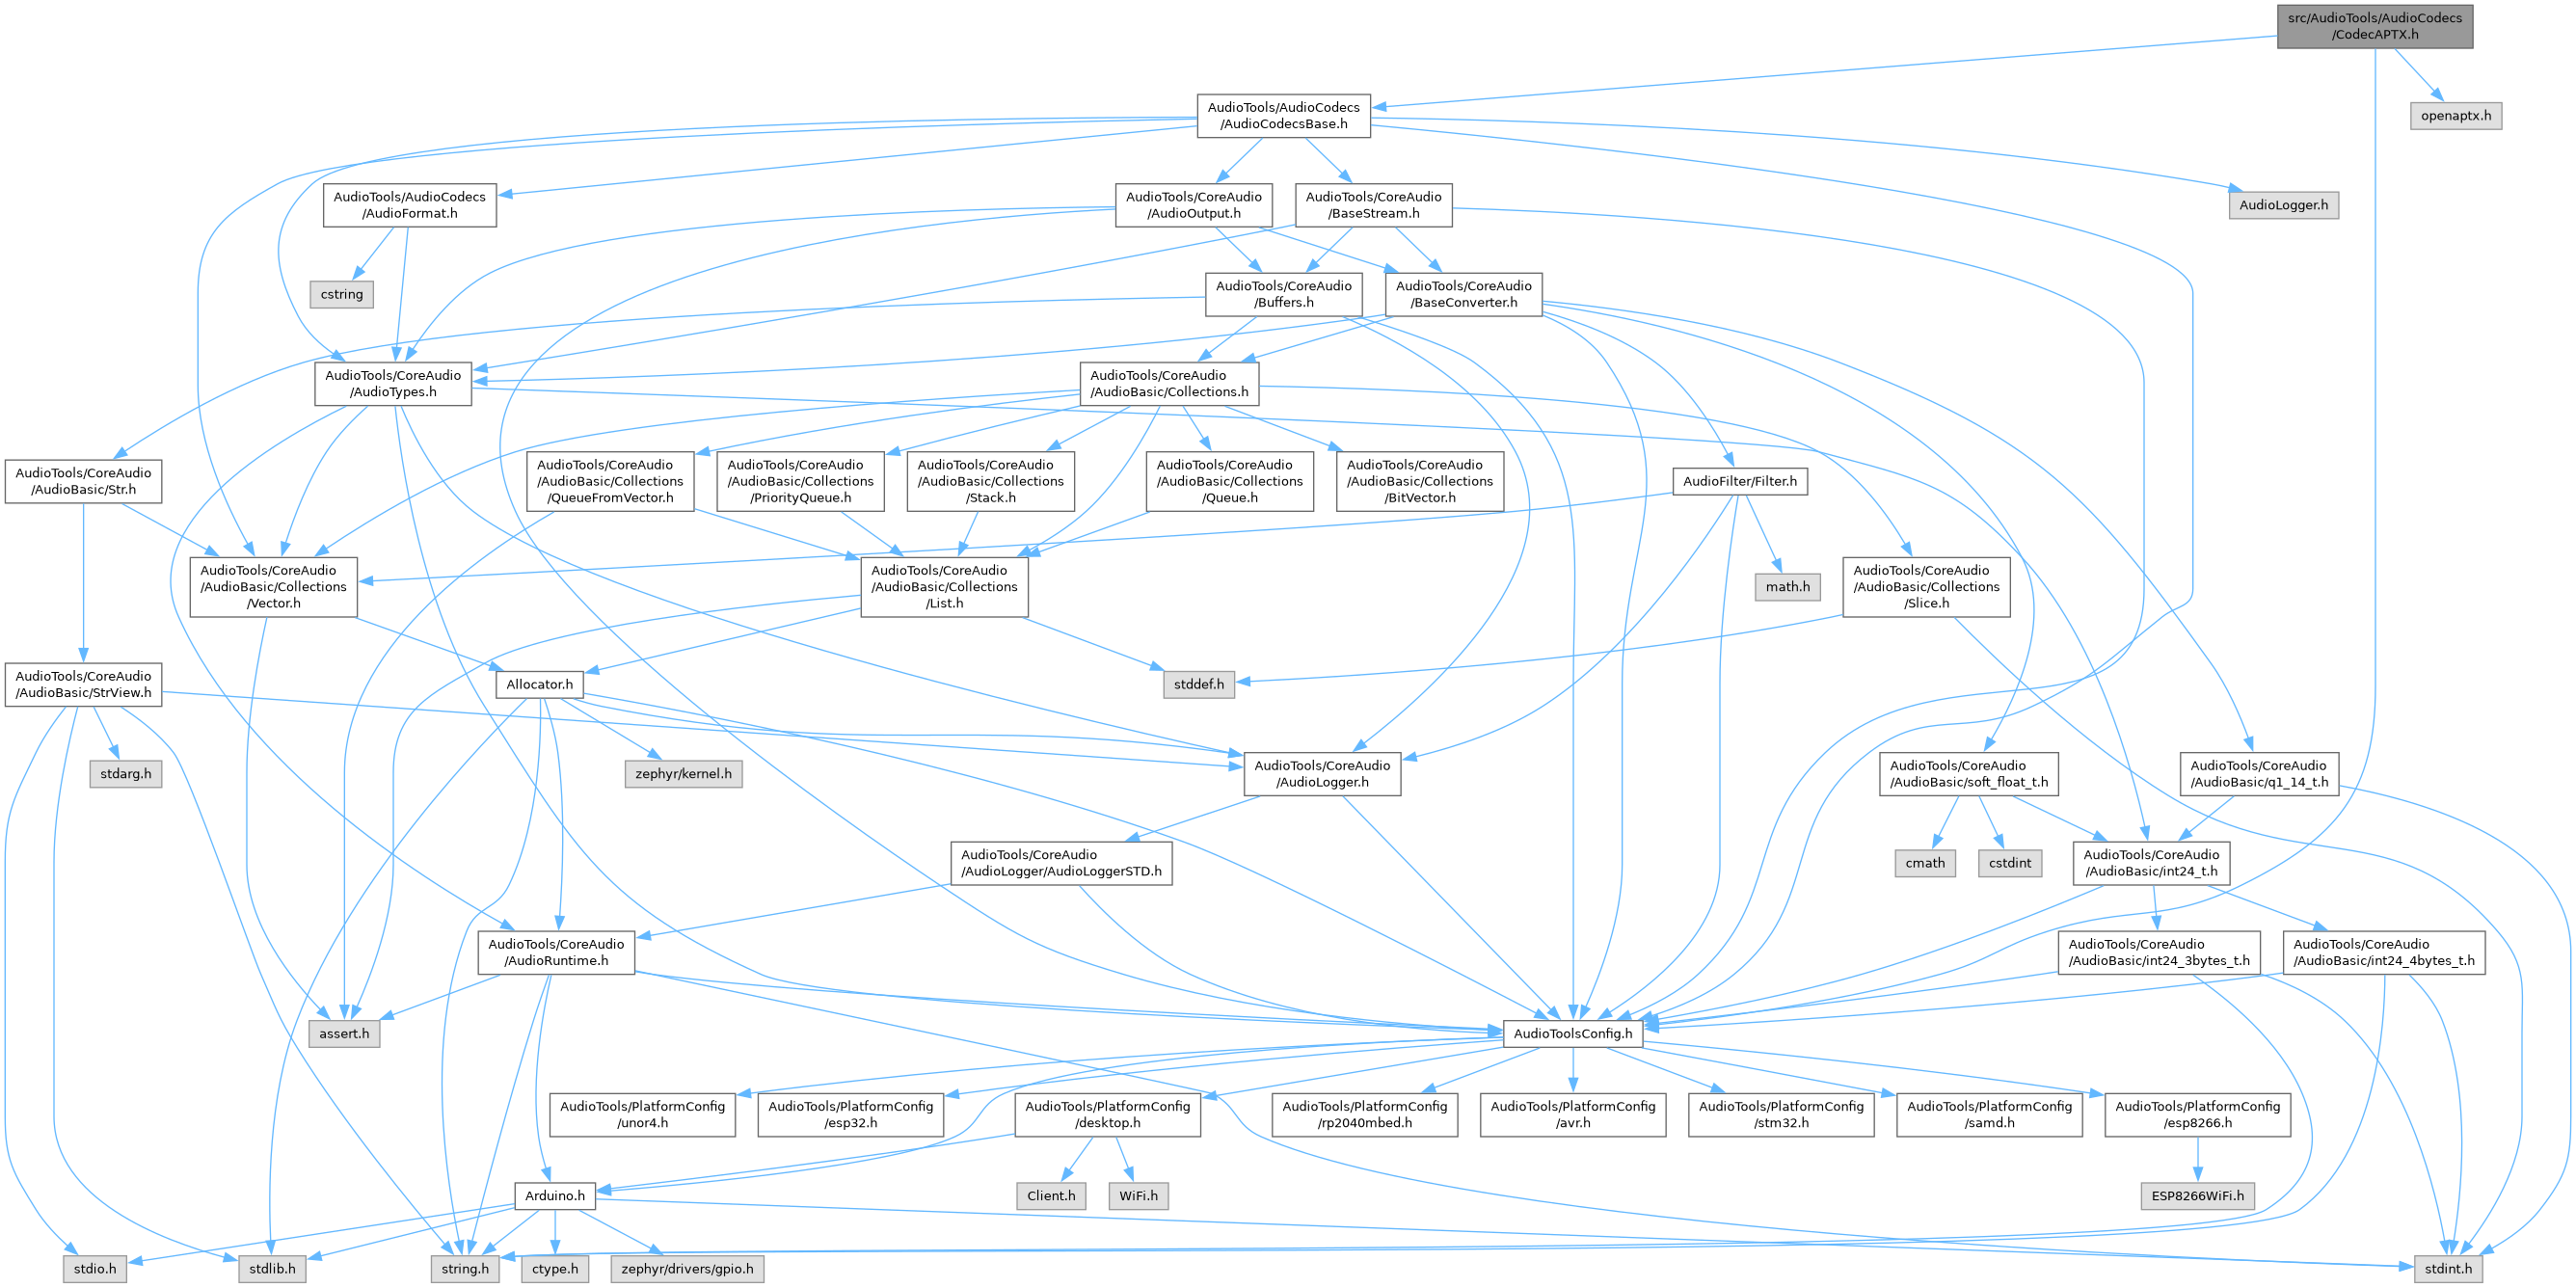 src/AudioTools/AudioCodecs
/CodecAPTX.h
AudioTools/AudioCodecs
/AudioCodecsBase.h
openaptx.h
AudioTools/AudioCodecs
/AudioFormat.h
AudioTools/CoreAudio
/AudioOutput.h
AudioTools/CoreAudio
/BaseStream.h
AudioLogger.h
cstring
AudioTools/CoreAudio
/Buffers.h
AudioTools/CoreAudio
/BaseConverter.h
AudioTools/CoreAudio
/AudioTypes.h
AudioTools/CoreAudio
/AudioBasic/Collections.h
AudioTools/CoreAudio
/AudioBasic/Str.h
AudioTools/CoreAudio
/AudioBasic/Collections
/QueueFromVector.h
AudioTools/CoreAudio
/AudioBasic/Collections
/PriorityQueue.h
AudioTools/CoreAudio
/AudioBasic/Collections
/Stack.h
AudioTools/CoreAudio
/AudioBasic/Collections
/Queue.h
AudioTools/CoreAudio
/AudioBasic/Collections
/BitVector.h
AudioFilter/Filter.h
AudioTools/CoreAudio
/AudioBasic/Collections
/Vector.h
AudioTools/CoreAudio
/AudioBasic/Collections
/List.h
math.h
AudioTools/CoreAudio
/AudioBasic/Collections
/Slice.h
AudioTools/CoreAudio
/AudioBasic/StrView.h
Allocator.h
stddef.h
stdarg.h
zephyr/kernel.h
AudioTools/CoreAudio
/AudioLogger.h
AudioTools/CoreAudio
/AudioBasic/soft_float_t.h
AudioTools/CoreAudio
/AudioBasic/q1_14_t.h
AudioTools/CoreAudio
/AudioLogger/AudioLoggerSTD.h
cmath
cstdint
AudioTools/CoreAudio
/AudioBasic/int24_t.h
AudioTools/CoreAudio
/AudioRuntime.h
AudioTools/CoreAudio
/AudioBasic/int24_3bytes_t.h
AudioTools/CoreAudio
/AudioBasic/int24_4bytes_t.h
assert.h
AudioToolsConfig.h
AudioTools/PlatformConfig
/unor4.h
AudioTools/PlatformConfig
/esp32.h
AudioTools/PlatformConfig
/desktop.h
AudioTools/PlatformConfig
/rp2040mbed.h
AudioTools/PlatformConfig
/avr.h
AudioTools/PlatformConfig
/stm32.h
AudioTools/PlatformConfig
/samd.h
AudioTools/PlatformConfig
/esp8266.h
Arduino.h
Client.h
WiFi.h
ESP8266WiFi.h
stdio.h
stdlib.h
string.h
ctype.h
zephyr/drivers/gpio.h
stdint.h